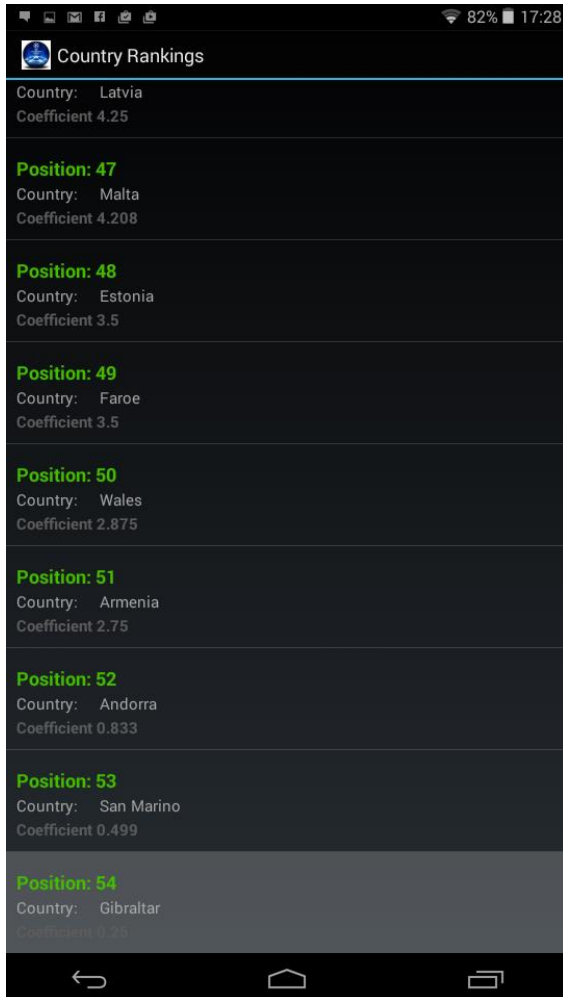 82% 17:28
Country Rankings
Country: Latvia
Coefficient 4.25
Position: 47
Country: Malta
Coefficient 4.208
Position: 48
Country: Estonia
Coefficient 3.5
Position: 49
Country: Faroe
Coefficient 3.5
Position: 50
Country: Wales
Coefficient 2.875
Position: 51
Country: Armenia
Coefficient 2.75
Position: 52
Country: Andorra
Coefficient 0.833
Position: 53
Country: San Marino
Coefficient 0.499
Position: 54
Country: Gibraltar
Coefficient 0.25